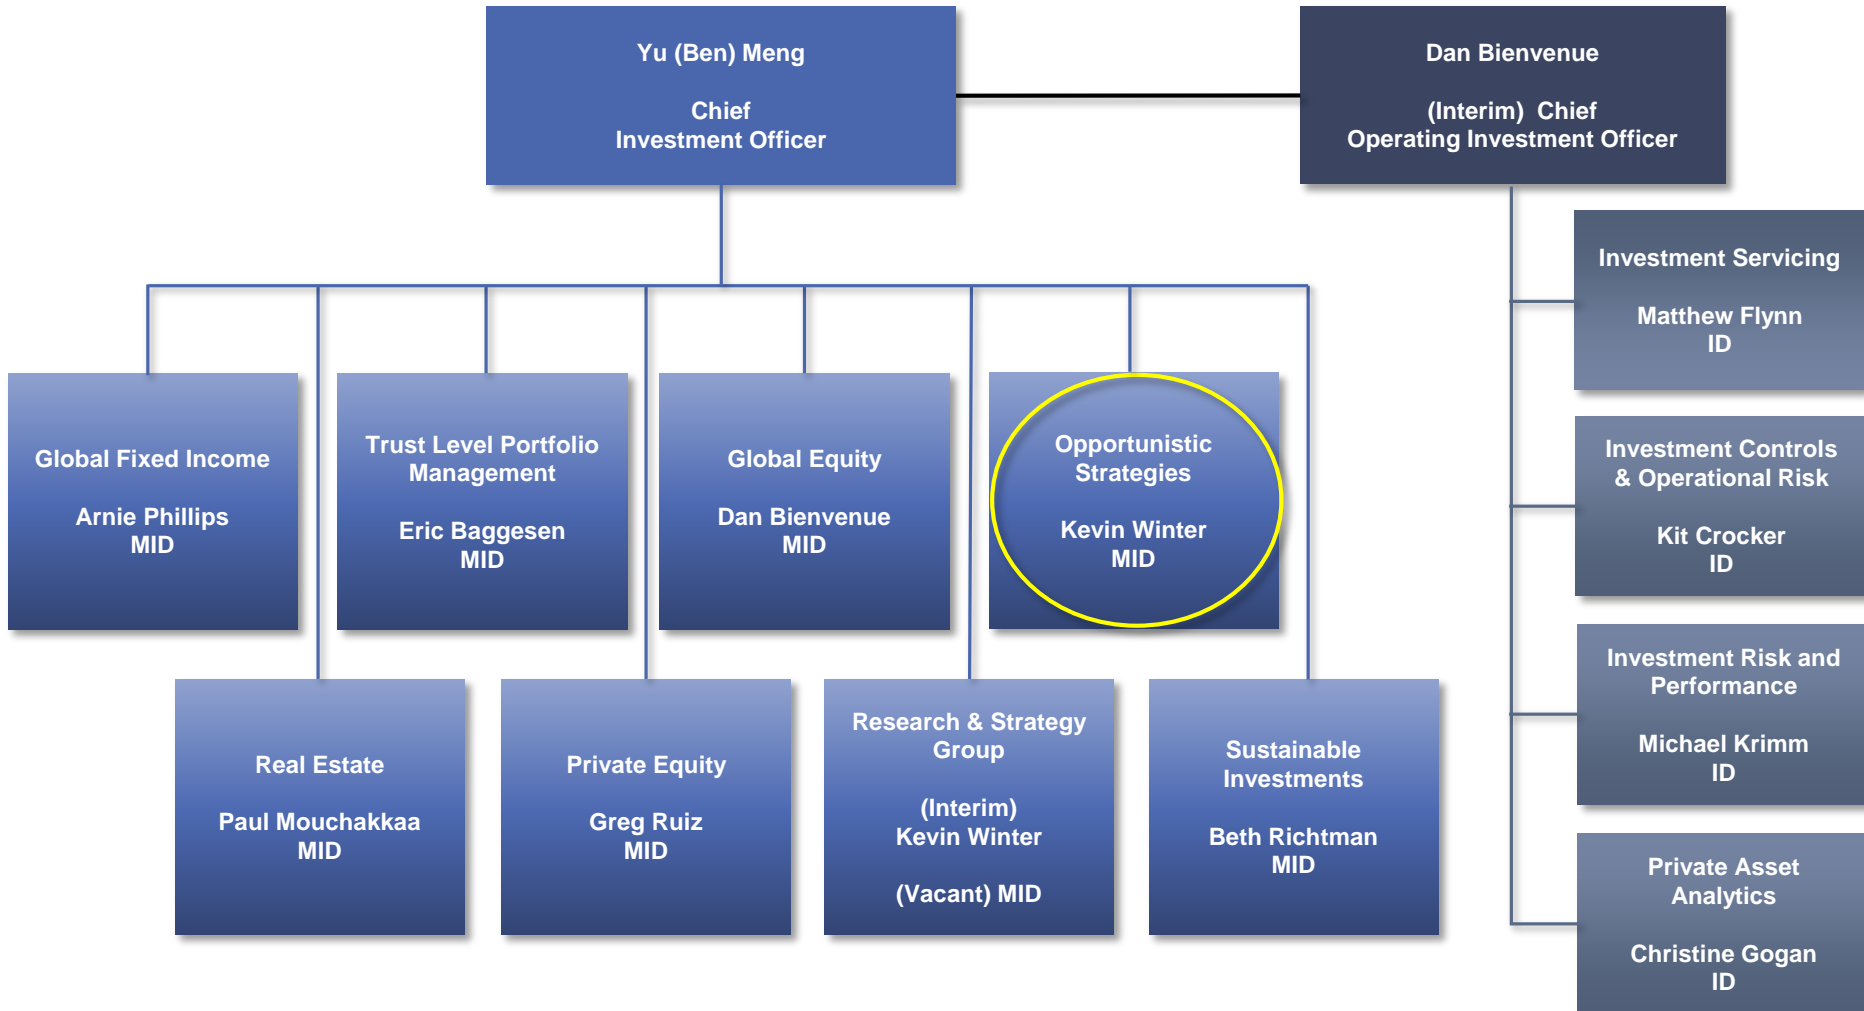 Yu (Ben) Meng
Chief
Investment Officer
Dan Bienvenue
(Interim) Chief
Operating Investment Officer
Investment Servicing
Matthew Flynn
ID
Investment Controls
& Operational Risk
Kit Crocker
ID
Investment Risk and
Performance
Michael Krimm
ID
Private Asset
Analytics
Christine Gogan
ID
Global Fixed Income
Arnie Phillips
MID
Trust Level Portfolio
Management
Eric Baggesen
MID
Global Equity
Dan Bienvenue
MID
Opportunistic
Strategies
Kevin Winter
MID
Real Estate
Paul Mouchakkaa
MID
Private Equity
Greg Ruiz
MID
Research & Strategy
Group
(Interim)
Kevin Winter
(Vacant) MID
Sustainable
Investments
Beth Richtman
MID